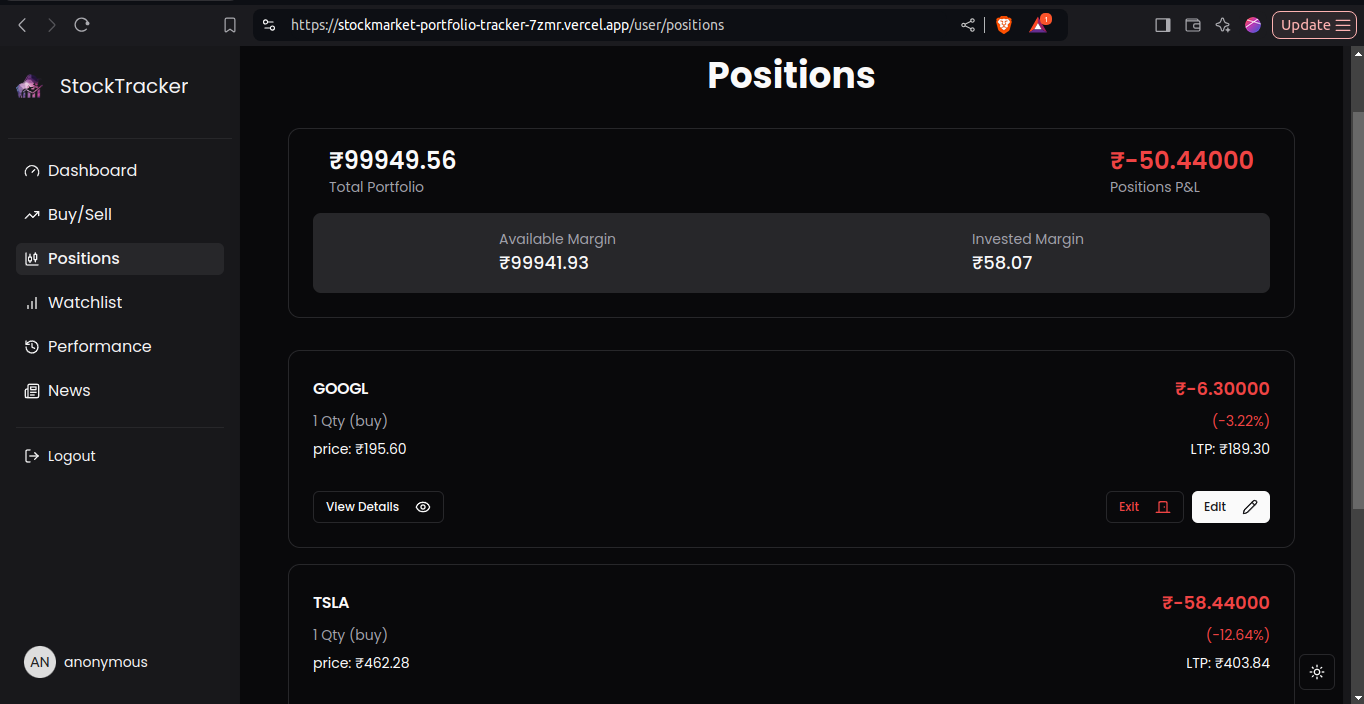 https://stockmarket-portfolio-tracker-7zmr.vercel.app/user/positions
1
Update
StockTracker
Dashboard
Buy/Sell
Positions
Watchlist
Performance
News
Logout
AN anonymous
Positions
₹99949.56
Total Portfolio
₹-50.44000
Positions P&L
Available Margin
₹99941.93
Invested Margin
₹58.07
GOOGL
₹-6.30000
1 Qty (buy)
(-3.22%)
price: ₹195.60
LTP: ₹189.30
View Details
Exit
Edit
TSLA
₹-58.44000
1 Qty (buy)
(-12.64%)
price: ₹462.28
LTP: ₹403.84